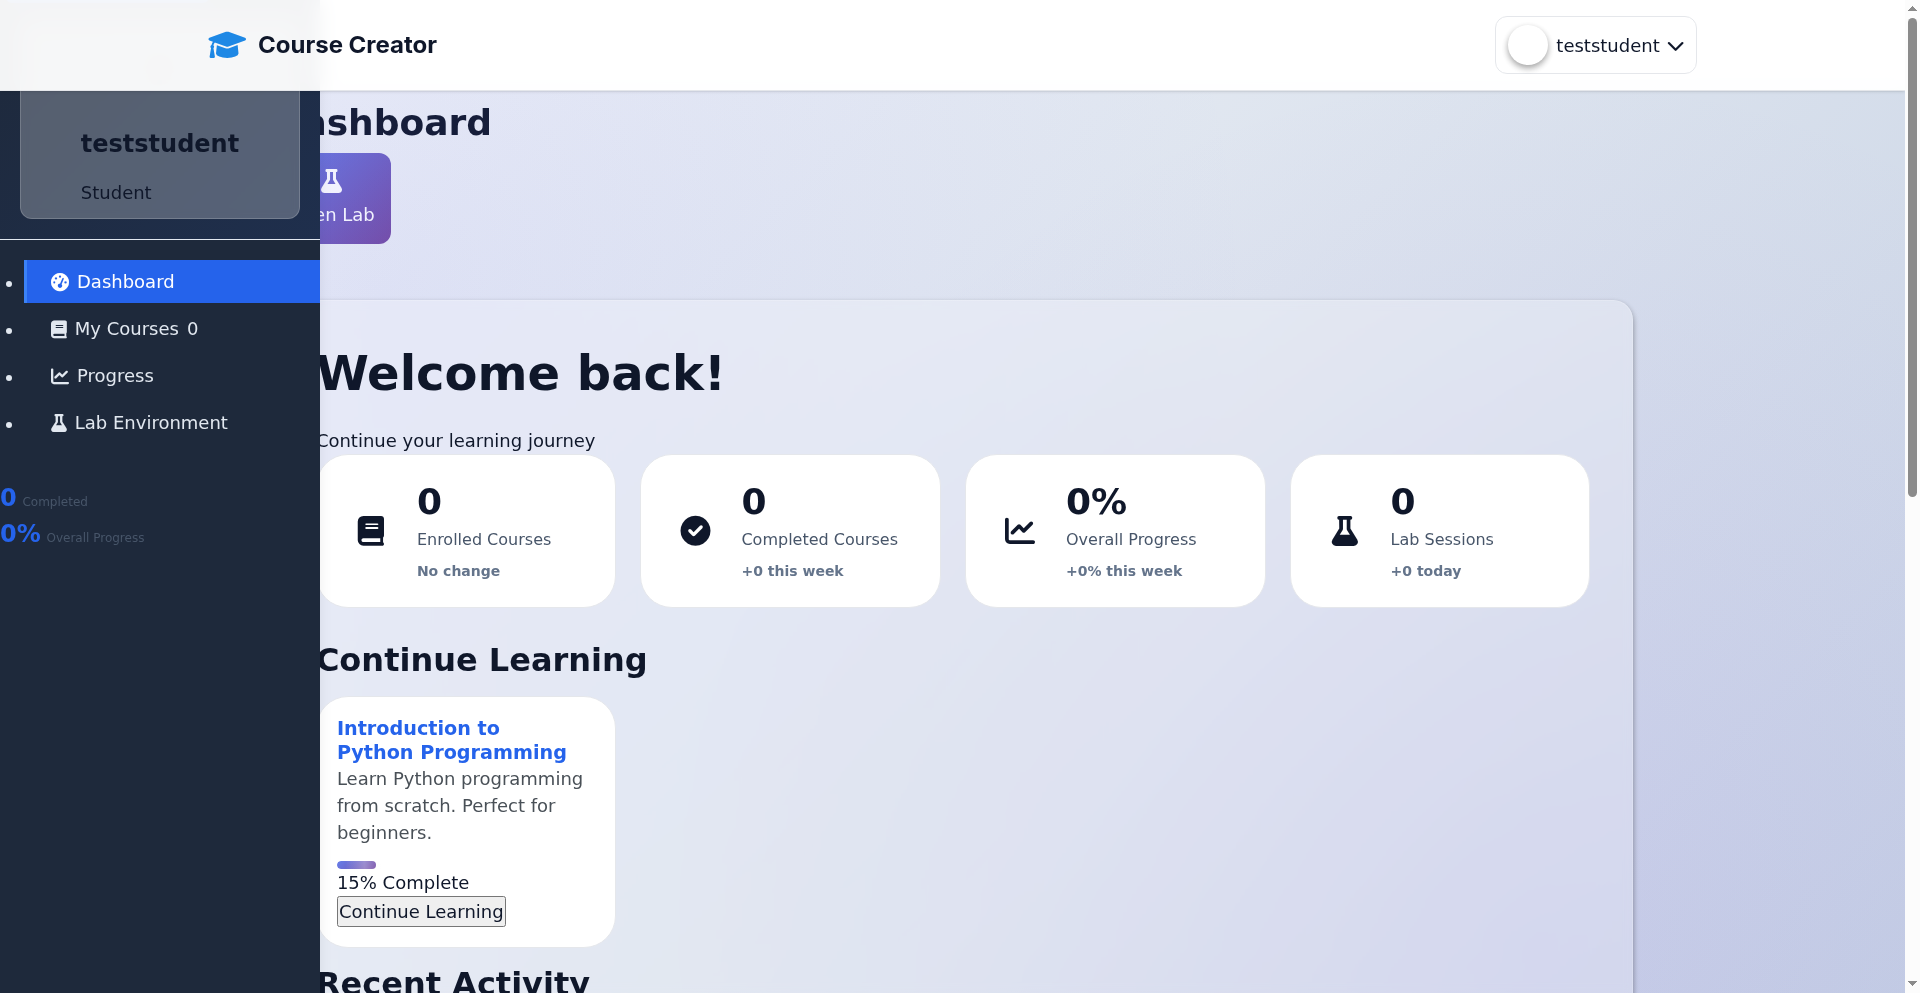 Course Creator
teststudent
teststudent
Student
Dashboard
My Courses 0
Progress
Lab Environment
0 Completed
0% Overall Progress
shboard
en Lab
Welcome back!
Continue your learning journey
0
Enrolled Courses
No change
0
Completed Courses
+0 this week
0%
Overall Progress
+0% this week
0
Lab Sessions
+0 today
Continue Learning
Introduction to
Python Programming
Learn Python programming
from scratch. Perfect for
beginners.
15% Complete
Continue Learning
Recent Activity